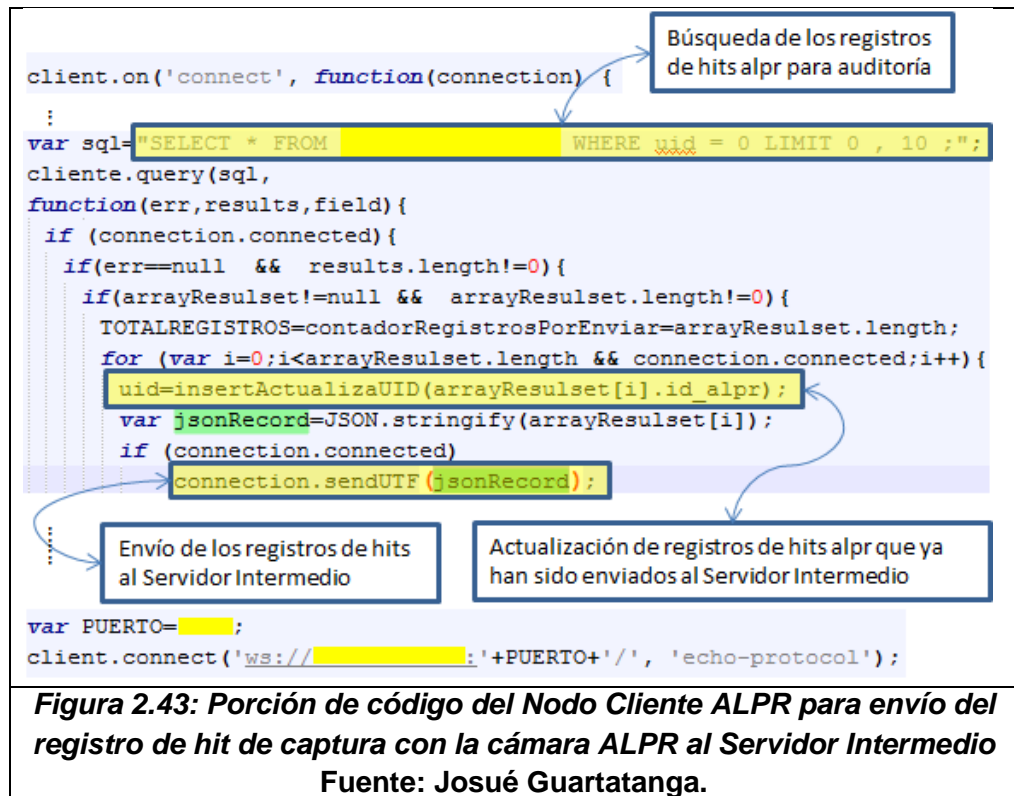 Búsqueda de los registros
de hits alpr para auditoría
client.on('connect', function(connection) {
var sql="SELECT * FROM WHERE uid = 0 LIMIT 0 , 10 ;";
cliente.query(sql,
function(err,results,field){
if (connection.connected){
if(err==null && results.length!=0){
if(arrayResulset!=null && arrayResulset.length!=0){
TOTALREGISTROS=contadorRegistrosPorEnviar=arrayResulset.length;
for (var i=0;i<arrayResulset.length && connection.connected;i++){
uid=insertActualizaUID(arrayResulset[i].id_alpr);
var jsonRecord=JSON.stringify(arrayResulset[i]);
if (connection.connected)
connection.sendUTF(jsonRecord);
Envío de los registros de hits
al Servidor Intermedio
Actualización de registros de hits alpr que ya
han sido enviados al Servidor Intermedio
var PUERTO= ;
client.connect('ws:// :'+PUERTO+'/', 'echo-protocol');
Figura 2.43: Porción de código del Nodo Cliente ALPR para envío del
registro de hit de captura con la cámara ALPR al Servidor Intermedio
Fuente: Josué Guartatanga.